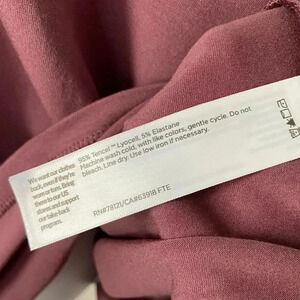 95% Tencel™ Lyocell, 5% Elastane
Machine wash cold, with like colors, gentle cycle. Do not
bleach. Line dry. Use low iron if necessary.
RN#78121/CA#63918 FTE
We want our clothes
back, even if they're
worn or torn. Bring
them to our US
stores and support
our take-back
program.